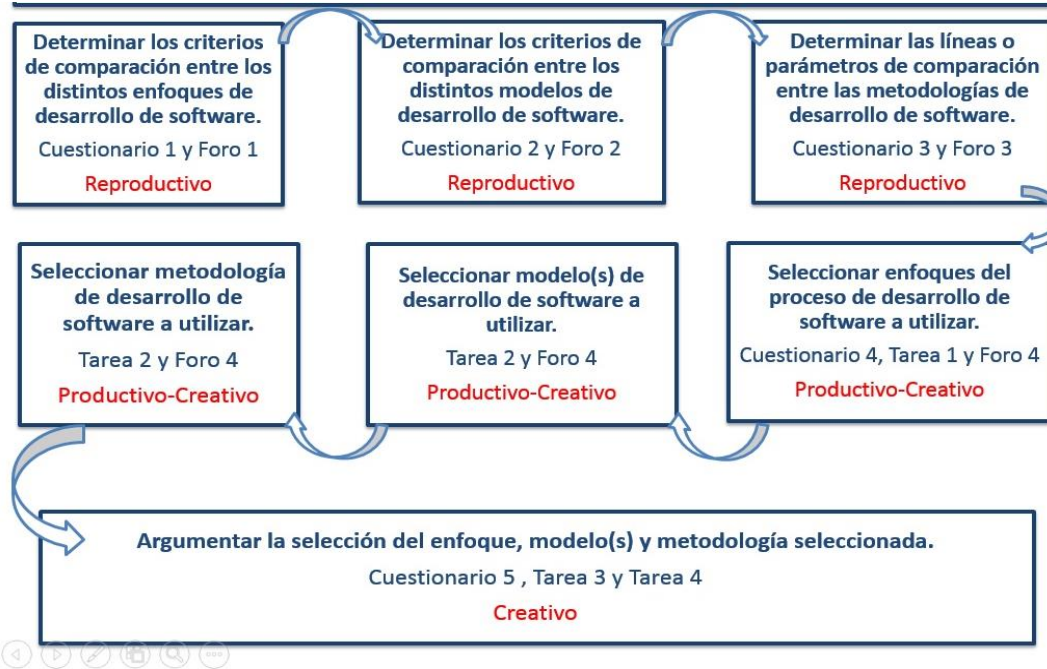 Determinar los criterios
de comparación entre los
distintos enfoques de
desarrollo de software.
Cuestionario 1 y Foro 1
Reproductivo
Determinar los criterios de
comparación entre los
distintos modelos de
desarrollo de software.
Cuestionario 2 y Foro 2
Reproductivo
Determinar las líneas o
parámetros de comparación
entre las metodologías de
desarrollo de software.
Cuestionario 3 y Foro 3
Reproductivo
Seleccionar enfoques del
proceso de desarrollo de
software a utilizar.
Cuestionario 4, Tarea 1 y Foro 4
Productivo-Creativo
Seleccionar modelo(s) de
desarrollo de software a
utilizar.
Tarea 2 y Foro 4
Productivo-Creativo
Seleccionar metodología
de desarrollo de
software a utilizar.
Tarea 2 y Foro 4
Productivo-Creativo
Argumentar la selección del enfoque, modelo(s) y metodología seleccionada.
Cuestionario 5 , Tarea 3 y Tarea 4
Creativo